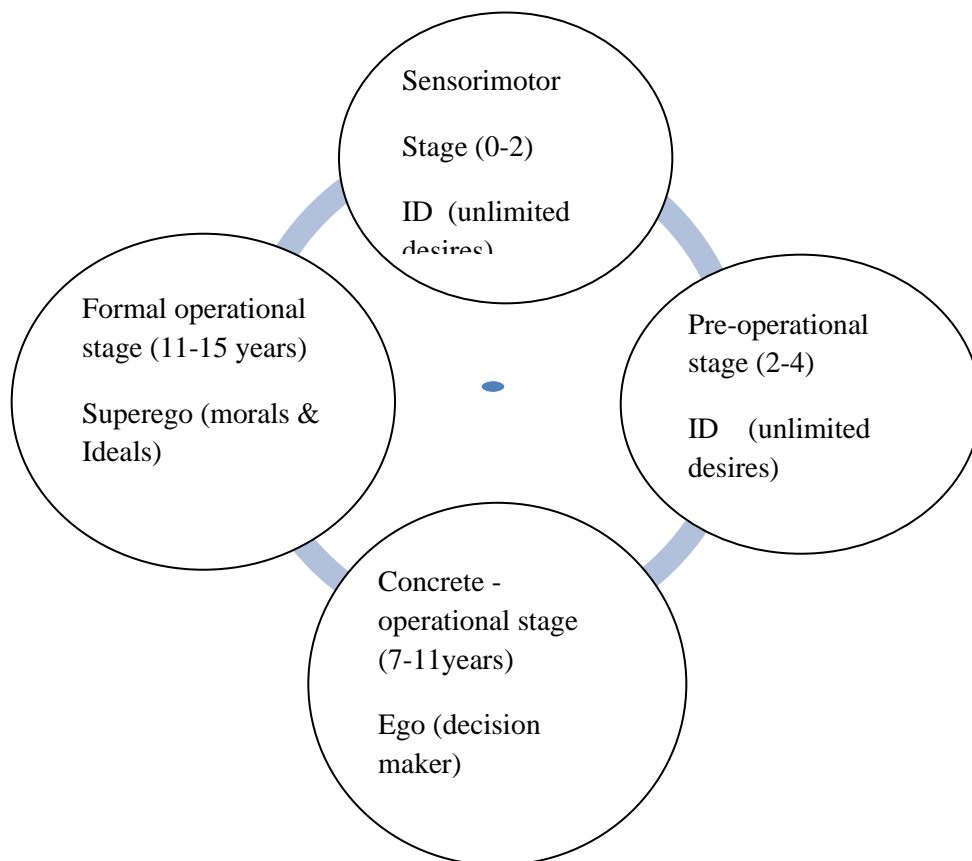 Sensorimotor
Stage (0-2)
ID (unlimited
desires)
Formal operational
stage (11-15 years)
Superego (morals &
Ideals)
Pre-operational
stage (2-4)
ID (unlimited
desires)
Concrete -
operational stage
(7-11years)
Ego (decision
maker)